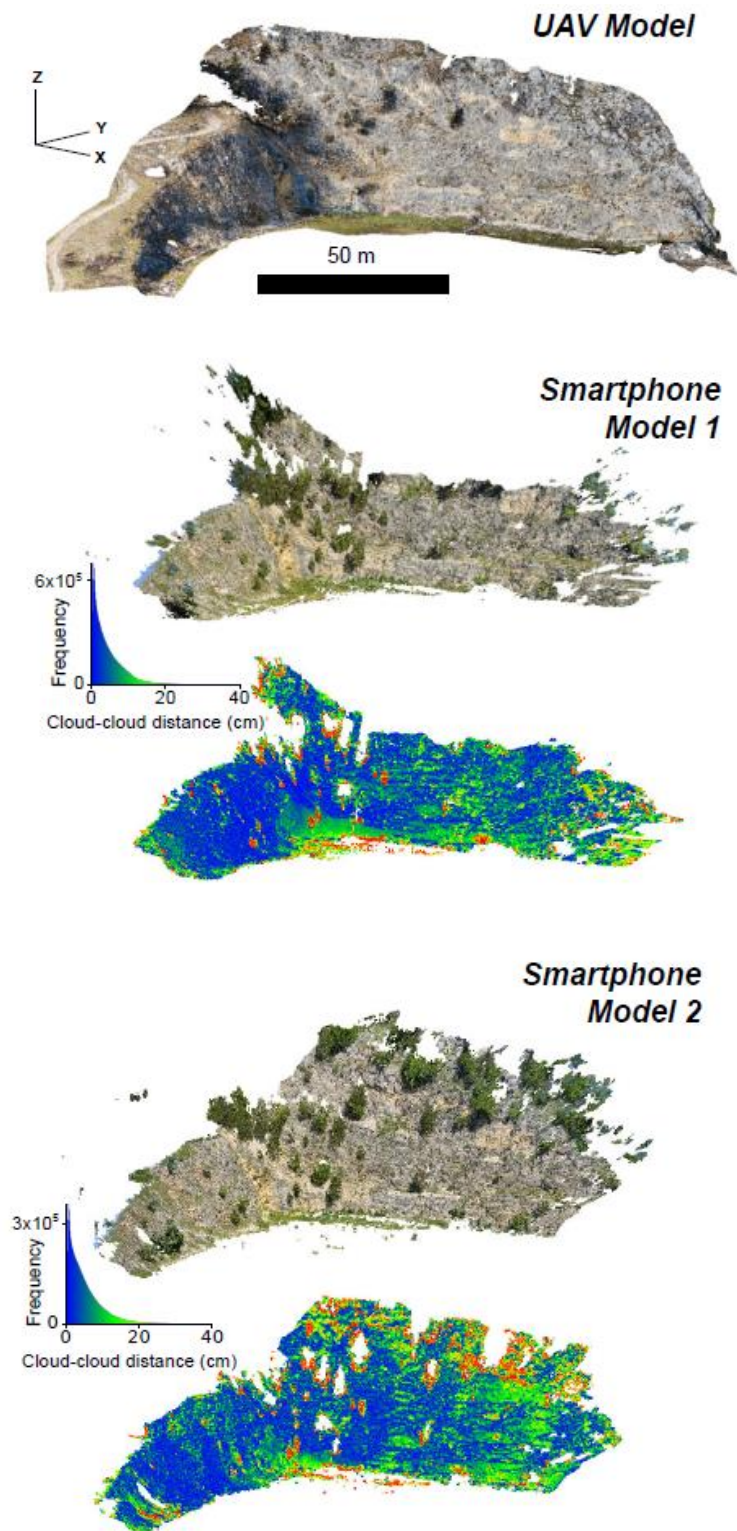 UAV Model
Z
Y
X
50 m
Smartphone
Model 1
6x10⁵
Frequency
0
0 20 40
Cloud-cloud distance (cm)
Smartphone
Model 2
3x10⁵
Frequency
0
0 20 40
Cloud-cloud distance (cm)